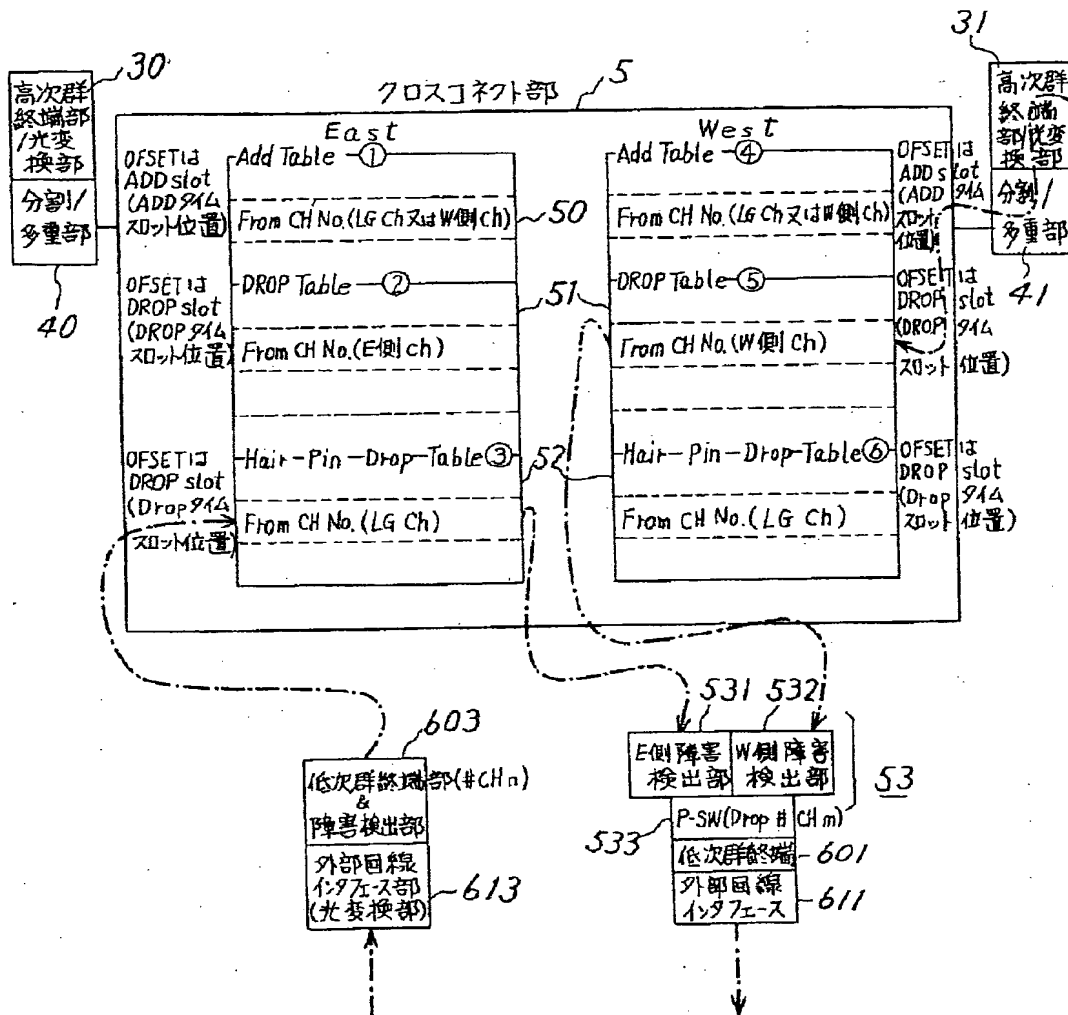 30
高次群
終端部
/光変
換部
分割/
多重部
40
クロスコネクト部
5
31
高次群
終端
部/光変
換部
分割/
多重部
41
East
West
OFSETは
ADD slot
(ADDタイム
スロット位置)
Add Table ①
From CH No.(LG Ch又はW側Ch)
50
OFSETは
DROP slot
(DROPタイム
スロット位置)
DROP Table ②
From CH No.(E側ch)
51
OFSETは
DROP slot
(Dropタイム
スロット位置)
Hair-Pin-Drop-Table③
From CH No.(LG Ch)
52
Add Table ④
From CH No.(LG Ch又はW側Ch)
OFSETは
ADD slot
(ADDタイム
スロット
位置)
DROP Table ⑤
From CH No.(W側Ch)
OFSETは
DROP slot
(DROPタイム
スロット位置)
Hair-Pin-Drop-Table⑥
From CH No.(LG Ch)
OFSETは
DROP slot
(Dropタイム
スロット位置)
603
低次群終端部(#CHn)
&
障害検出部
外部回線
インタフェース部
(光変換部)
613
531
532
E側障害
検出部
W側障害
検出部
53
P-SW(Drop # CHm)
533
低次群終端
601
外部回線
インタフェース
611